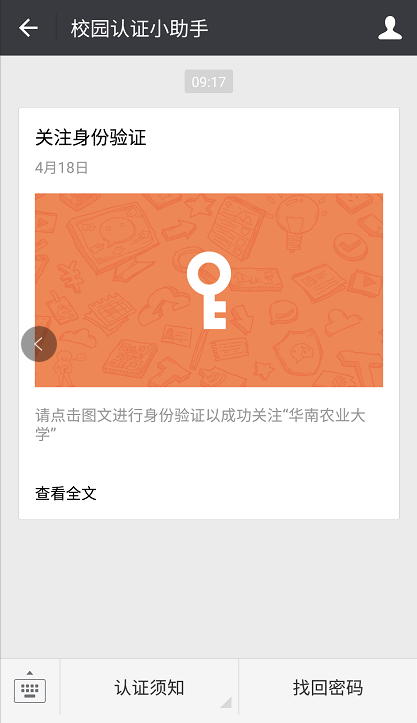 校园认证小助手
09:17
关注身份验证
4月18日
请点击图文进行身份验证以成功关注“华南农业大
学”
查看全文
认证须知
找回密码